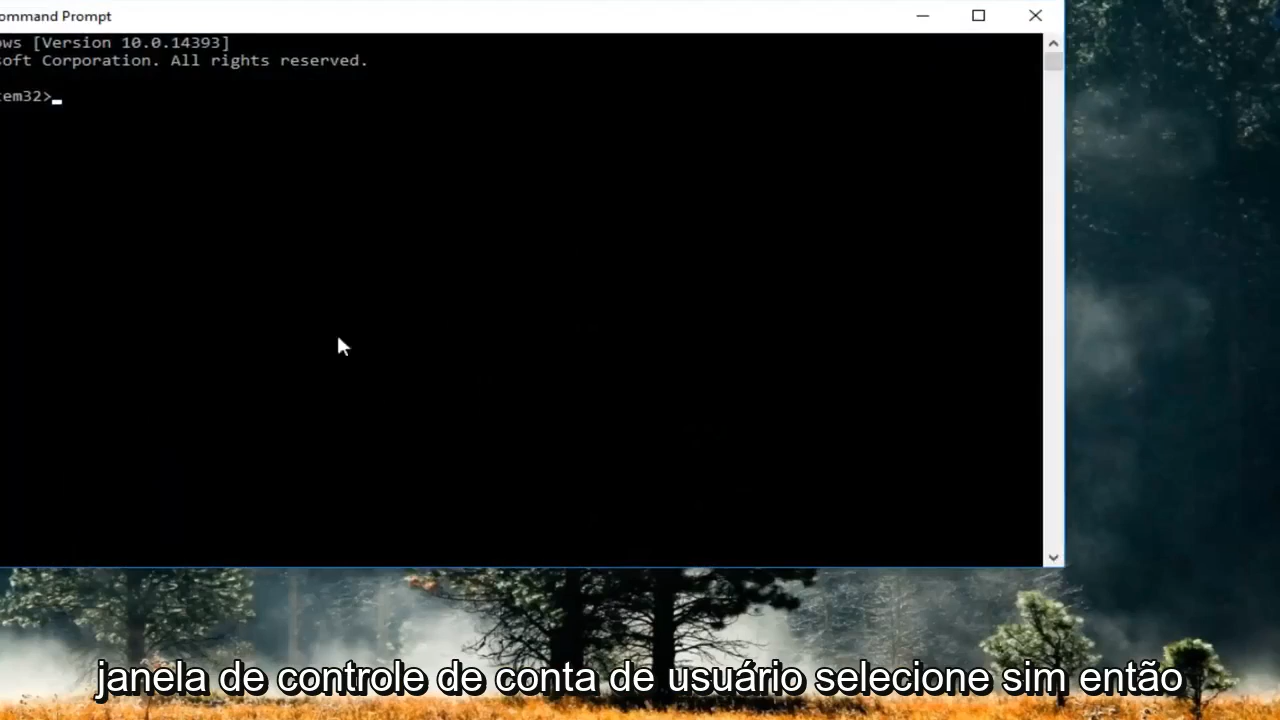 ommand Prompt
ows [Version 10.0.14393]
soft Corporation. All rights reserved.
tem32>
janela de controle de conta de usuário selecione sim então